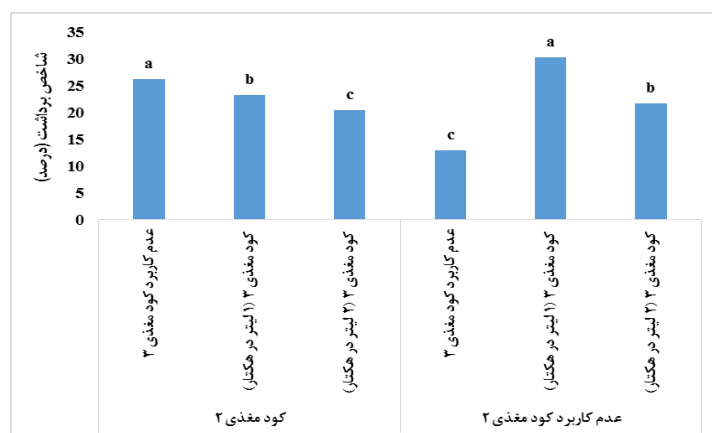 شاخص برداشت (درصد)
35
30
25
20
15
10
5
0
a
b
c
c
a
b
عدم کاربرد کود مغذی ۳
کود مغذی ۳ (۱ لیتر در هکتار)
کود مغذی ۳ (۲ لیتر در هکتار)
عدم کاربرد کود مغذی ۳
کود مغذی ۳ (۱ لیتر در هکتار)
کود مغذی ۳ (۲ لیتر در هکتار)
کود مغذی ۲
عدم کاربرد کود مغذی ۲